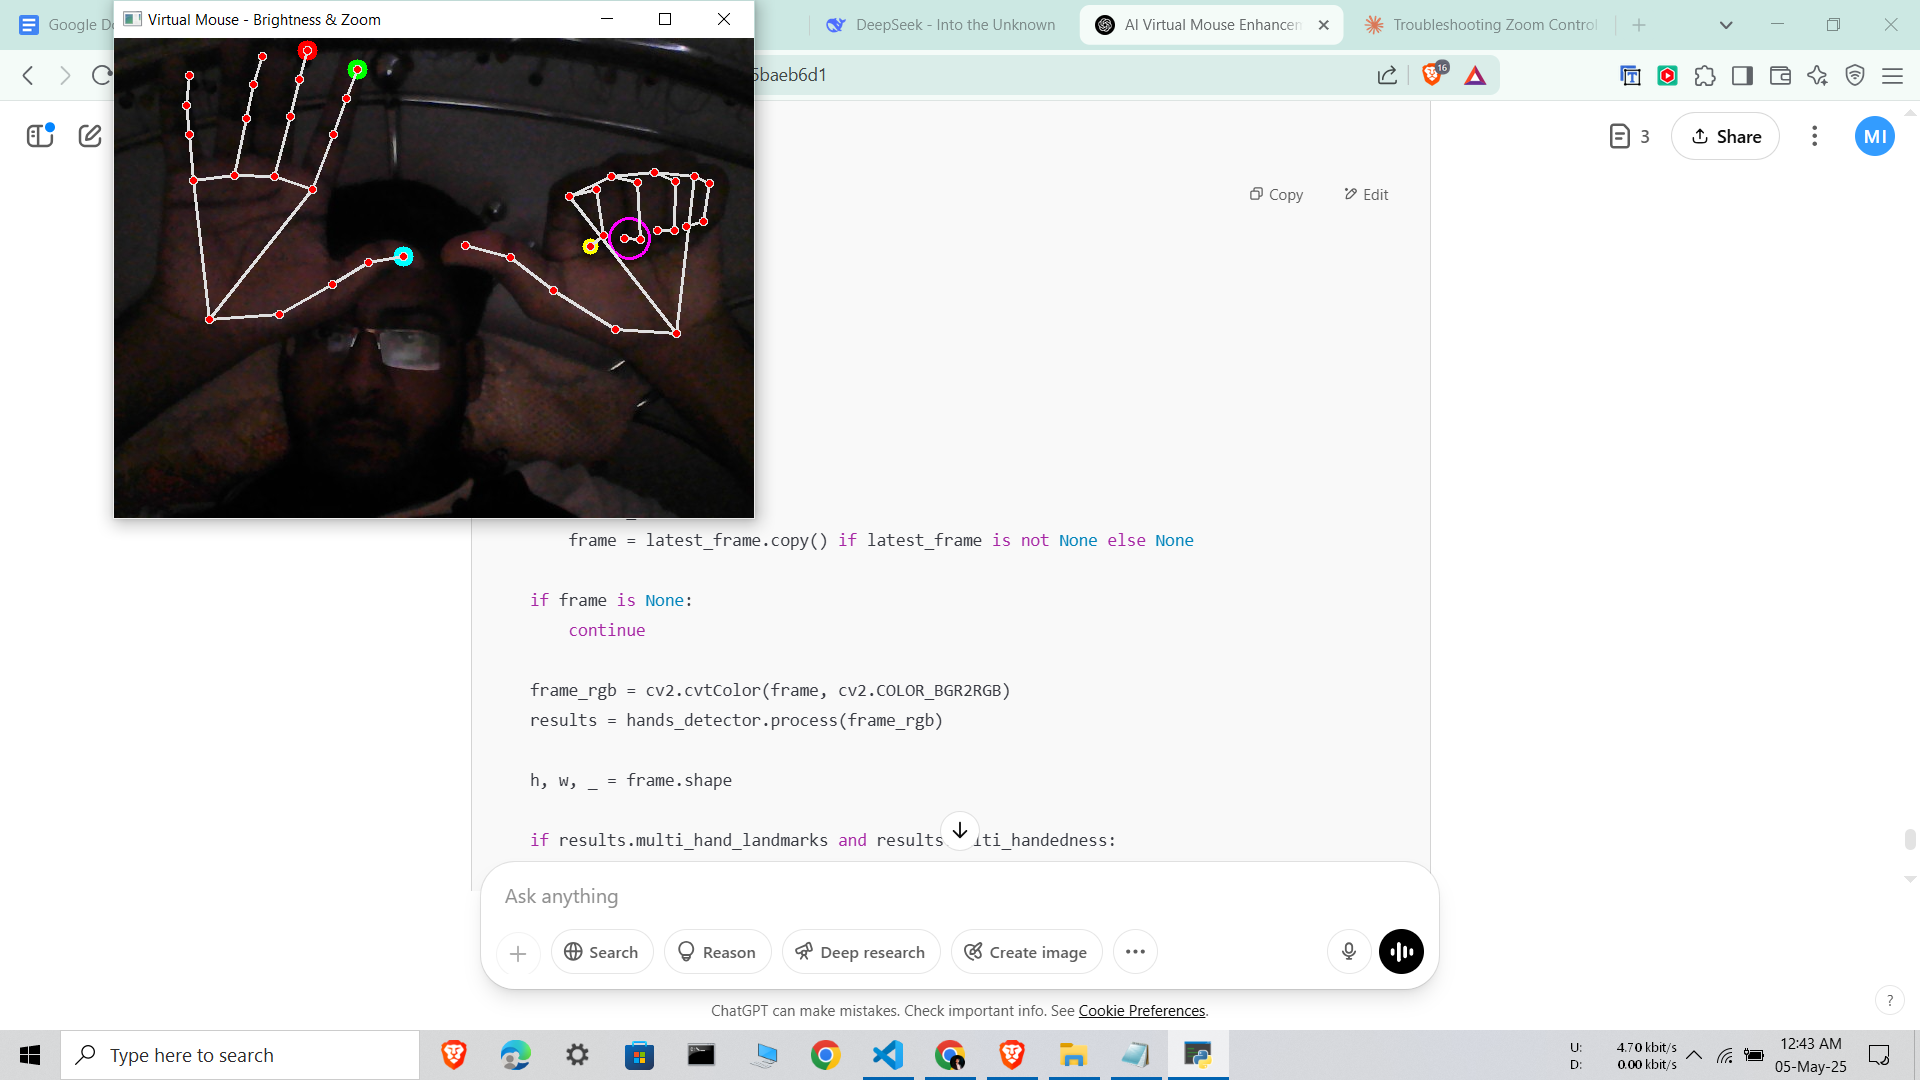 Virtual Mouse - Brightness & Zoom
Google Do
DeepSeek - Into the Unknown
AI Virtual Mouse Enhancen
Troubleshooting Zoom Control
5baeb6d1
16
3
Share
MI
Copy
Edit
frame = latest_frame.copy() if latest_frame is not None else None
if frame is None:
continue
frame_rgb = cv2.cvtColor(frame, cv2.COLOR_BGR2RGB)
results = hands_detector.process(frame_rgb)
h, w, _ = frame.shape
if results.multi_hand_landmarks and results ti_handedness:
Ask anything
Search
Reason
Deep research
Create image
ChatGPT can make mistakes. Check important info. See Cookie Preferences.
?
Type here to search
U: 4.70 kbit/s
D: 0.00 kbit/s
12:43 AM
05-May-25